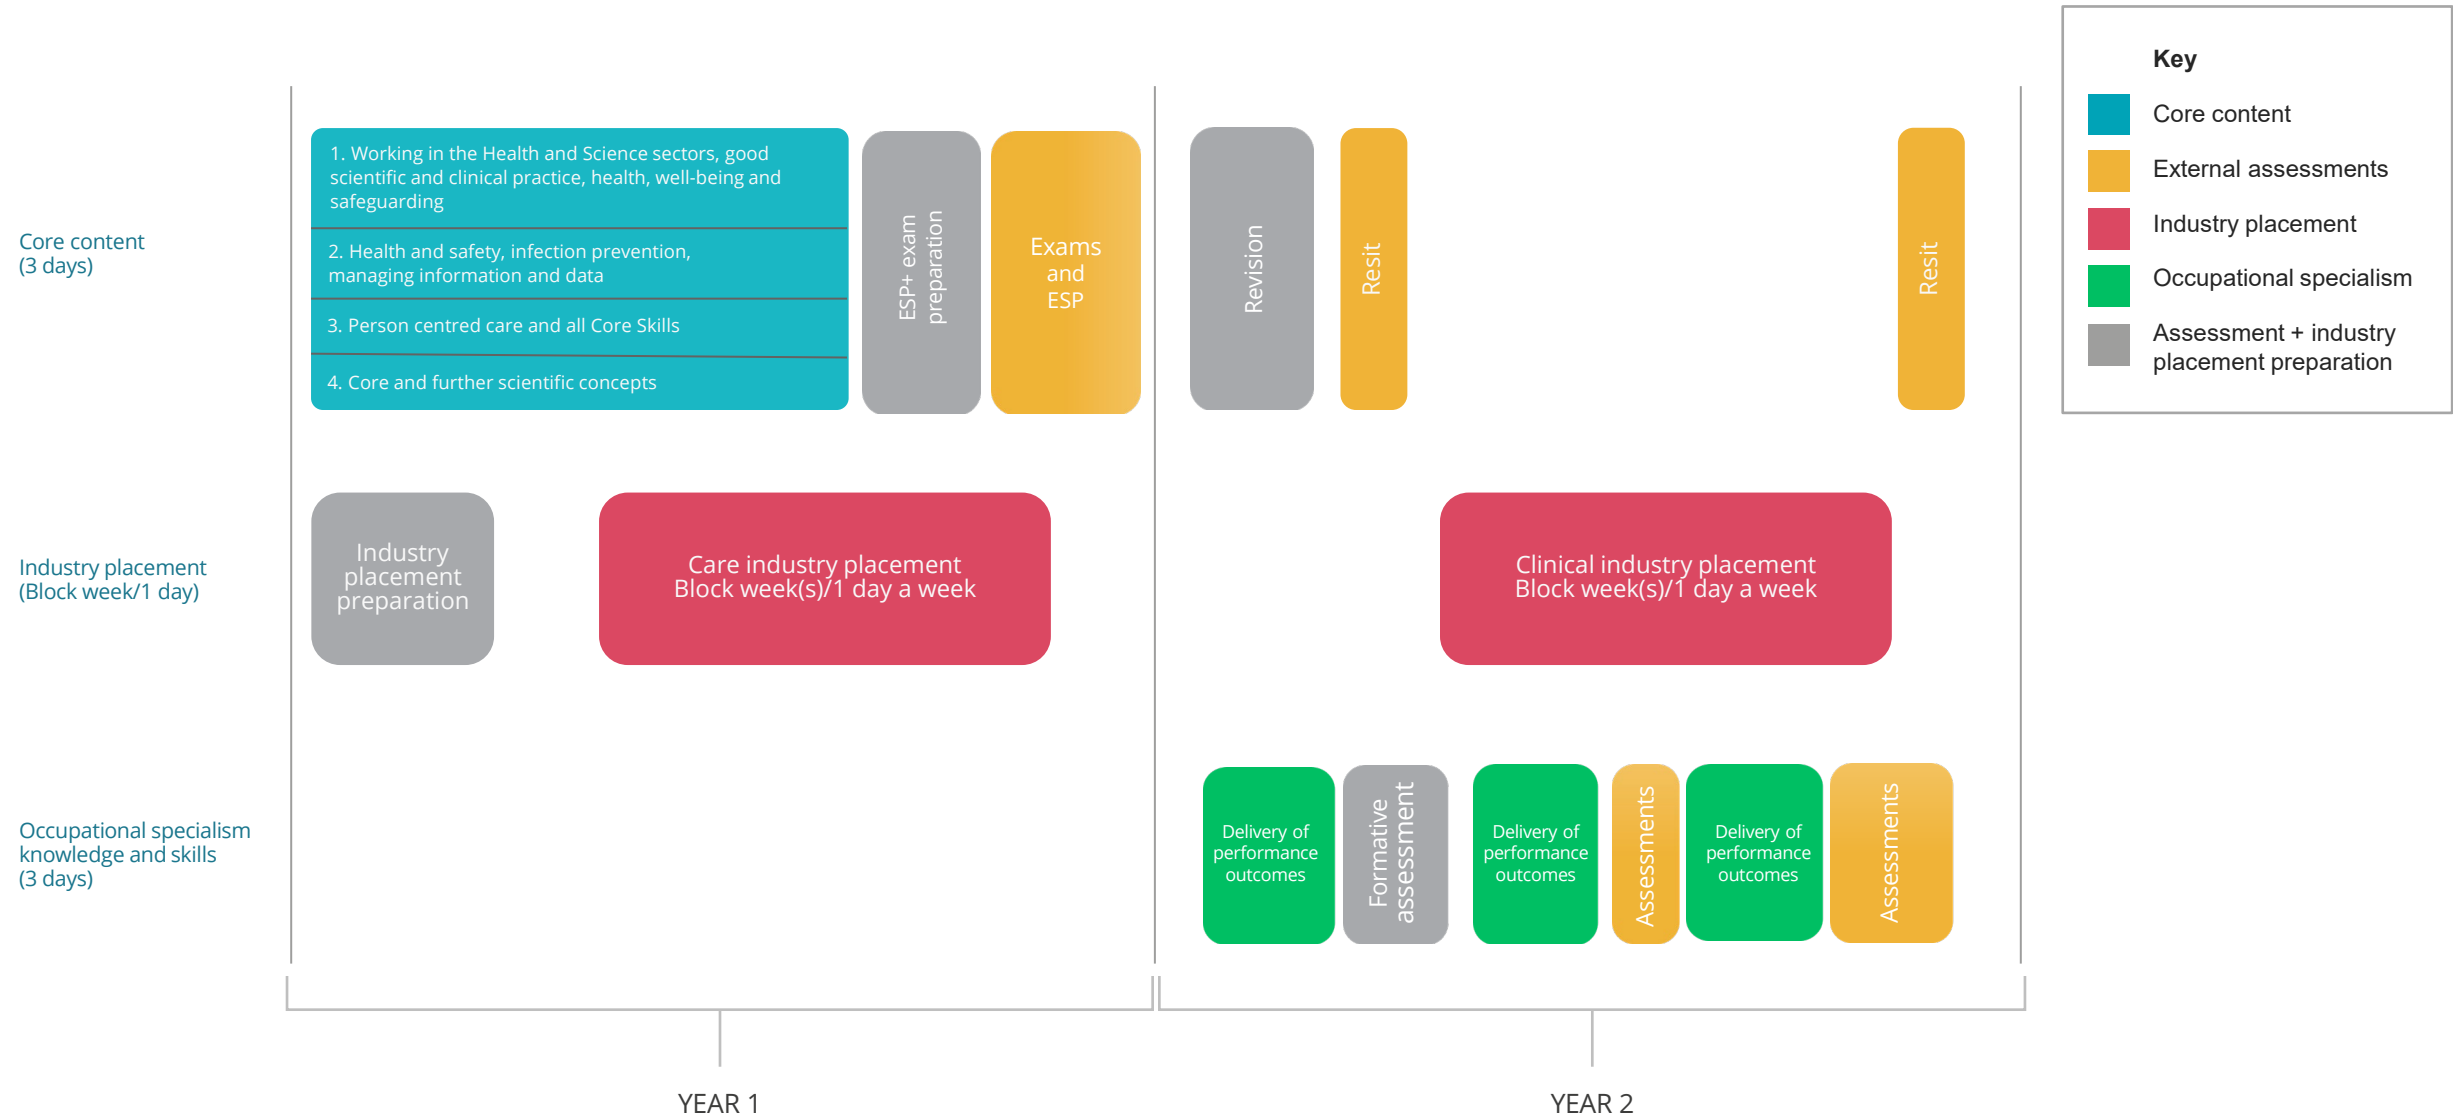 Key
Core content
External assessments
Industry placement
Occupational specialism
Assessment + industry
placement preparation
Core content
(3 days)
1. Working in the Health and Science sectors, good
scientific and clinical practice, health, well-being and
safeguarding
2. Health and safety, infection prevention,
managing information and data
3. Person centred care and all Core Skills
4. Core and further scientific concepts
ESP+ exam
preparation
Exams
and
ESP
Revision
Resit
Resit
Industry placement
(Block week/1 day)
Industry
placement
preparation
Care industry placement
Block week(s)/1 day a week
Clinical industry placement
Block week(s)/1 day a week
Occupational specialism
knowledge and skills
(3 days)
Delivery of
performance
outcomes
Formative
assessment
Delivery of
performance
outcomes
Assessments
Delivery of
performance
outcomes
Assessments
YEAR 1
YEAR 2